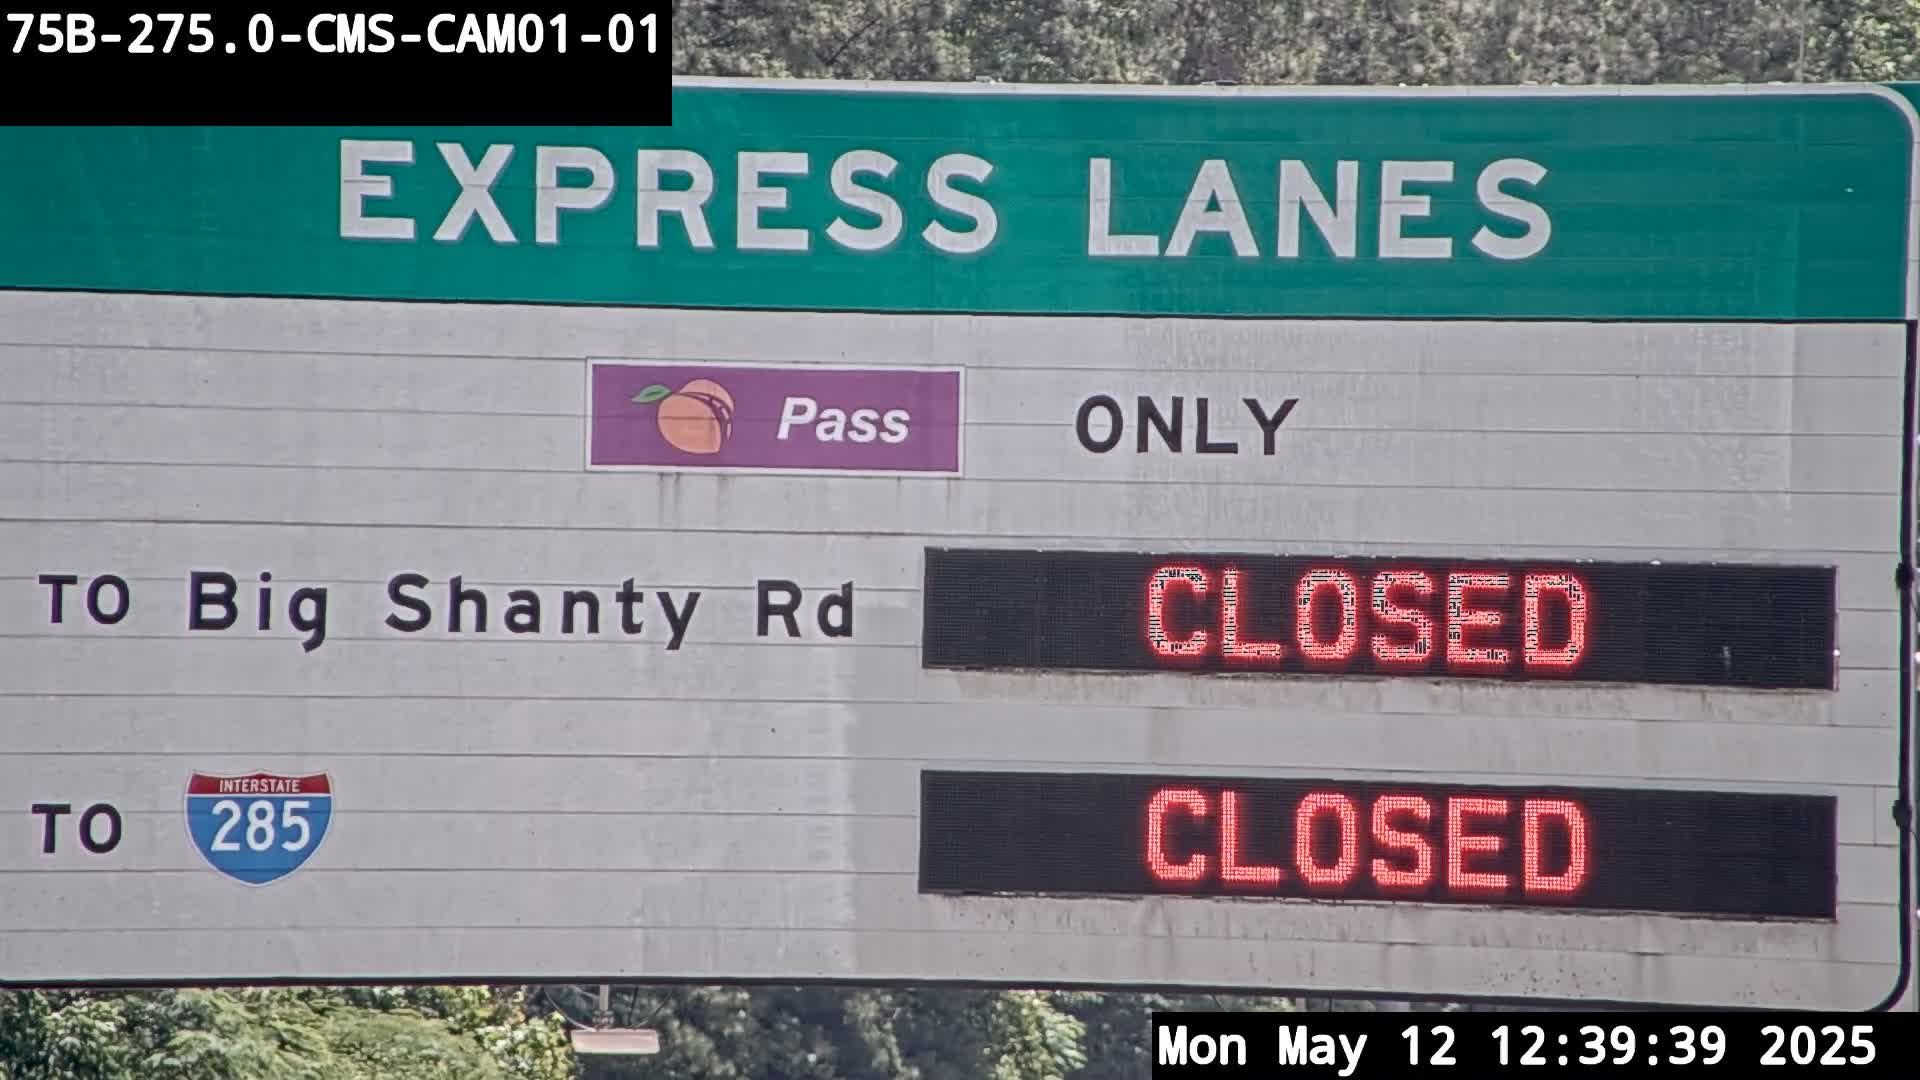 75B-275.0-CMS-CAM01-01
EXPRESS LANES
Pass ONLY
TO Big Shanty Rd CLOSED
INTERSTATE
TO 285 CLOSED
Mon May 12 12:39:39 2025